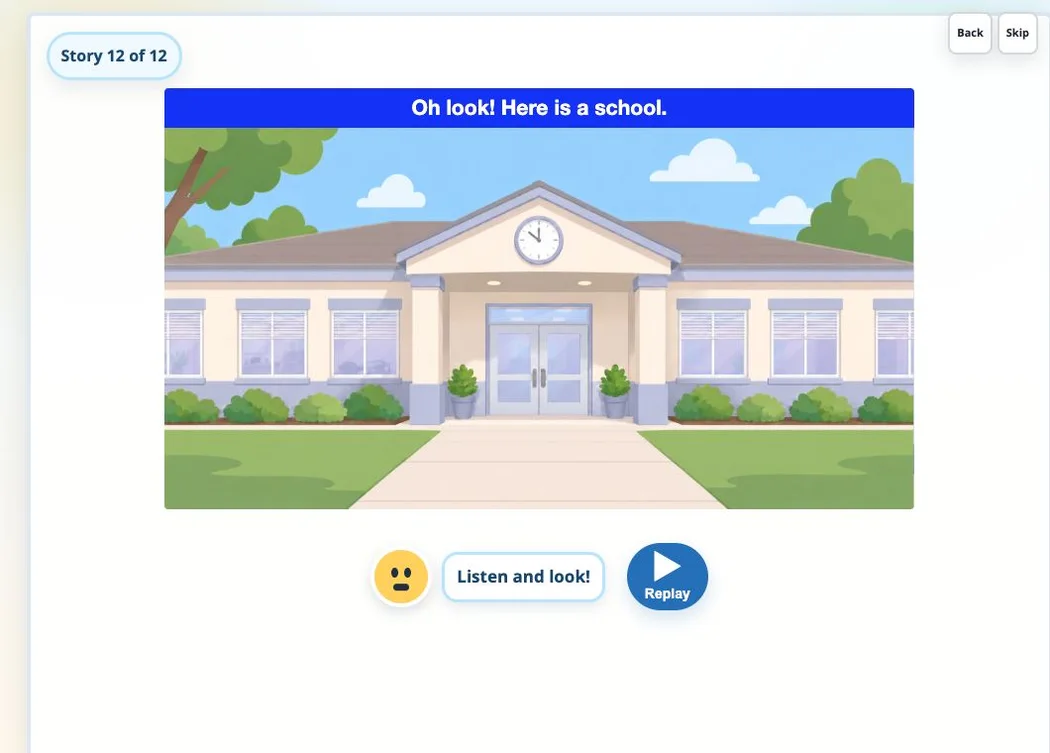 Back
Skip
Story 12 of 12
Oh look! Here is a school.
Listen and look!
Replay